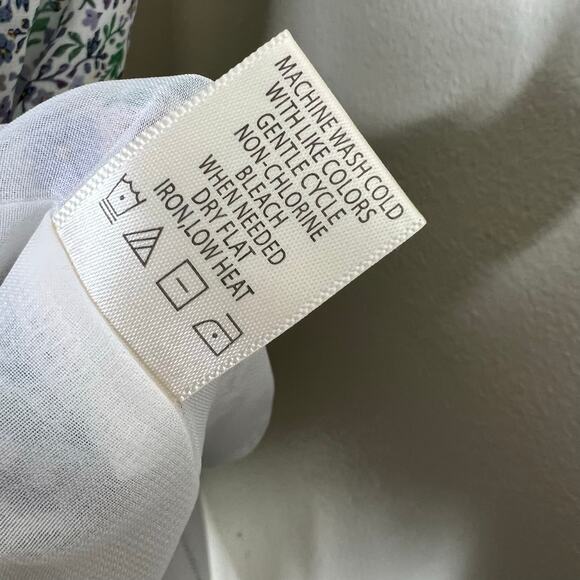 MACHINE WASH COLD
WITH LIKE COLORS
GENTLE CYCLE
NON-CHLORINE
BLEACH
WHEN NEEDED
DRY FLAT
IRON LOW HEAT